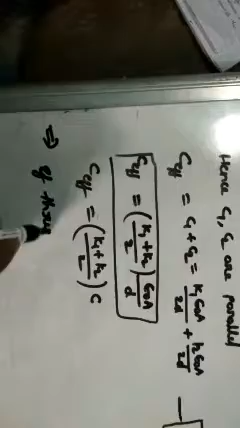 Hence C₁, C₂ are parallel
C_eff = C₁ + C₂ = K₁ε₀A/2d + K₂ε₀A/2d
C_eff = (K₁+K₂/2) ε₀A/d
C_eff = (K₁+K₂/2) C
⇒ If